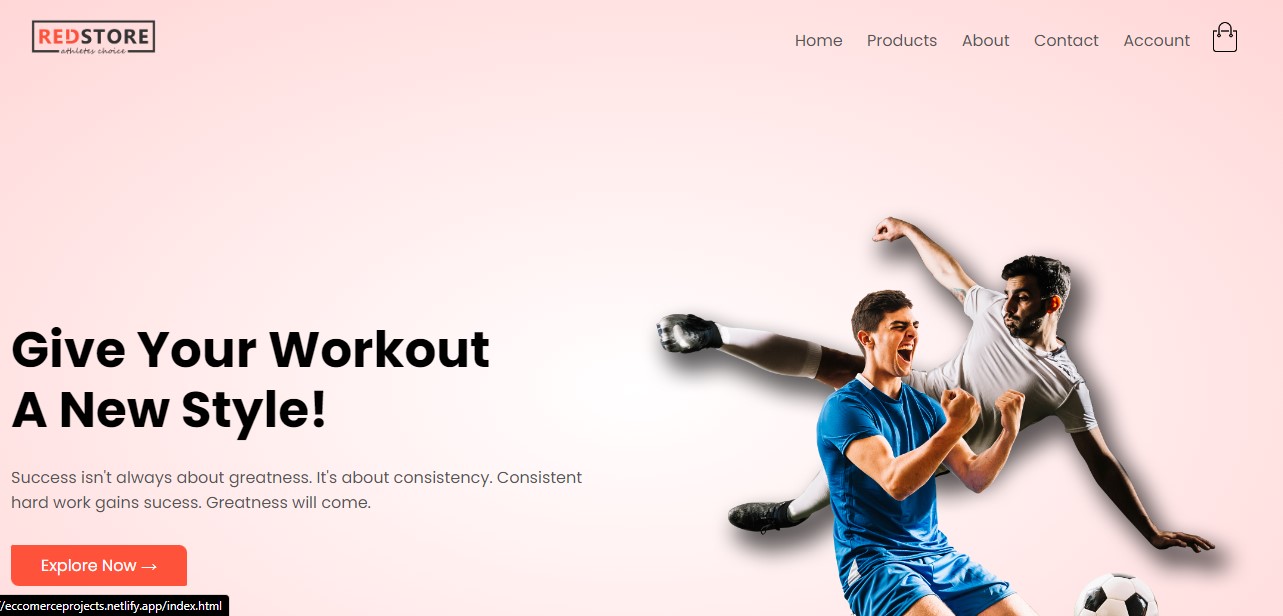 REDSTORE
athletes choice
Home Products About Contact Account
Give Your Workout
A New Style!
Success isn't always about greatness. It's about consistency. Consistent
hard work gains sucess. Greatness will come.
Explore Now →
/eccomerceprojects.netlify.app/index.html